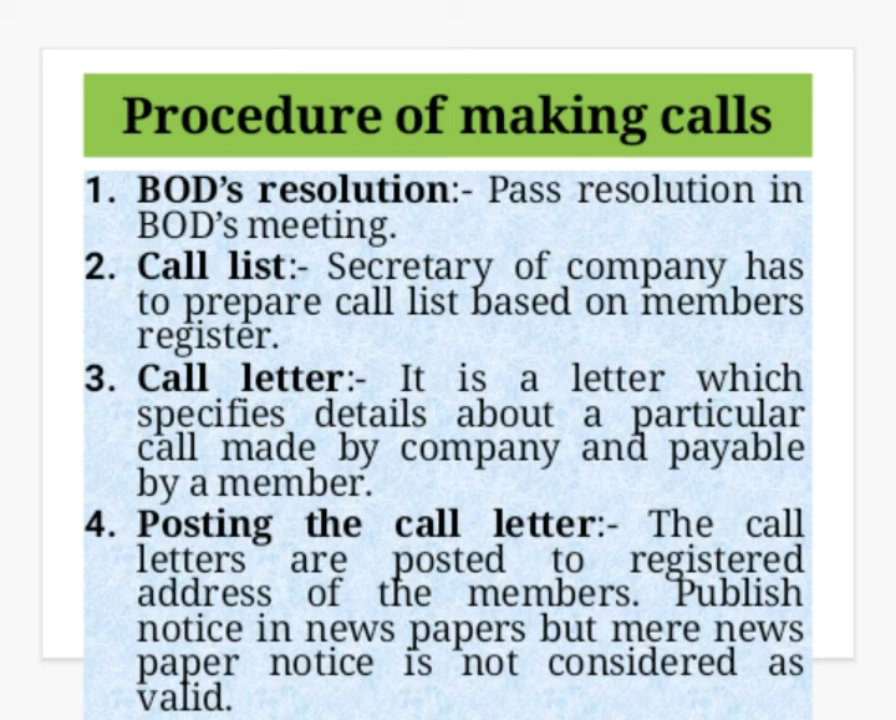 Procedure of making calls
1. BOD’s resolution:- Pass resolution in
BOD’s meeting.
2. Call list:- Secretary of company has
to prepare call list based on members
register.
3. Call letter:- It is a letter which
specifies details about a particular
call made by company and payable
by a member.
4. Posting the call letter:- The call
letters are posted to registered
address of the members. Publish
notice in news papers but mere news
paper notice is not considered as
valid.